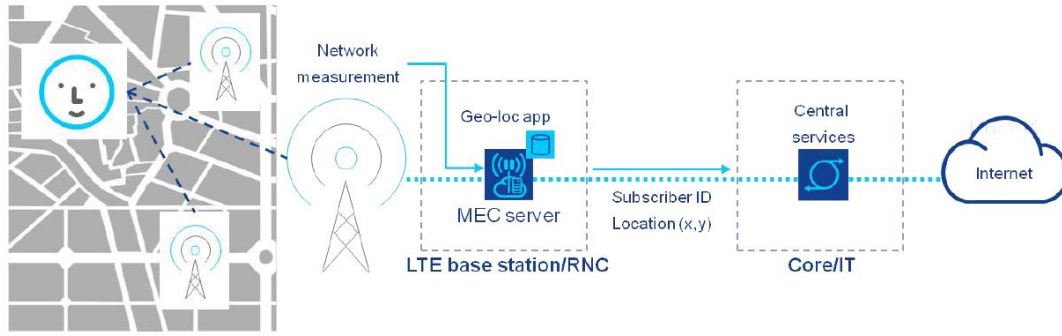 Network
measurement
Geo-loc app
MEC server
LTE base station/RNC
Subscriber ID
Location (x,y)
Central
services
Core/IT
Internet